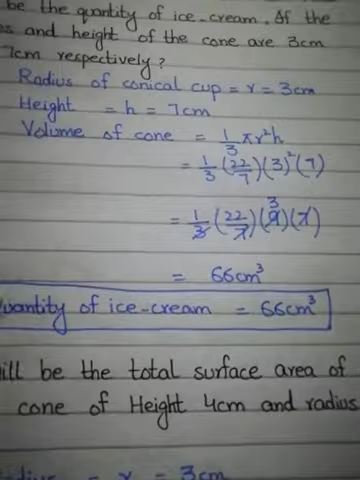 be the quantity of ice-cream. If the
and height of the cone are 3cm
7cm respectively?
Radius of conical cup = r = 3cm
Height = h = 7cm
Volume of cone = 1/3 πr²h
= 1/3 (22/7) (3)² (7)
= 1/3 (22/7) (9) (7) 3
= 66cm³
uantity of ice-cream = 66cm³
ill be the total surface area of
cone of Height 4cm and radius
= r = 3cm